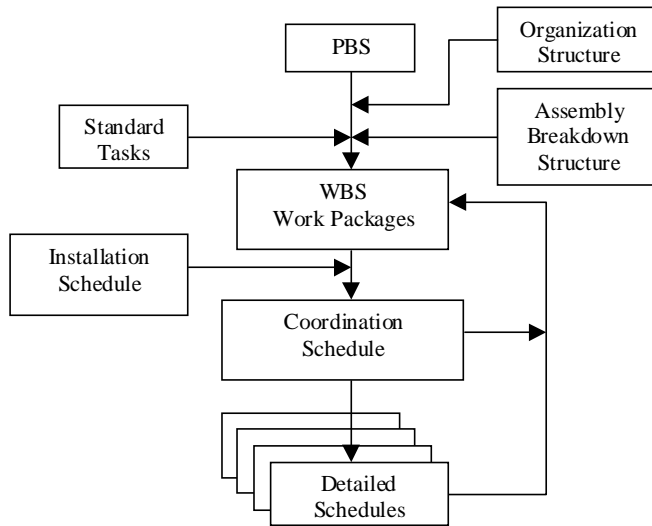 PBS
Organization
Structure
Standard
Tasks
Assembly
Breakdown
Structure
WBS
Work Packages
Installation
Schedule
Coordination
Schedule
Detailed
Schedules